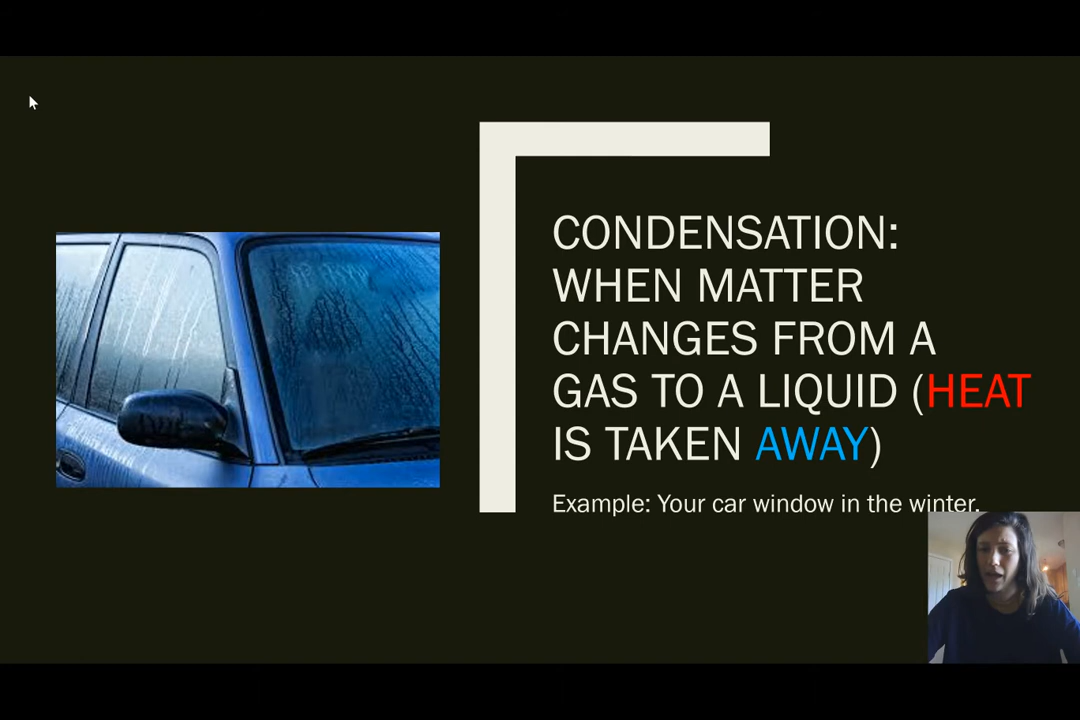 CONDENSATION:
WHEN MATTER
CHANGES FROM A
GAS TO A LIQUID (HEAT
IS TAKEN AWAY)
Example: Your car window in the winter.